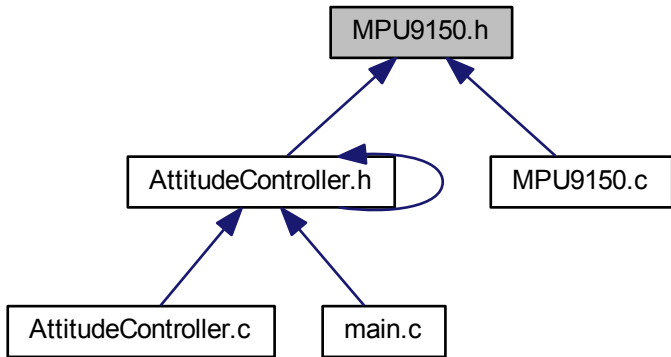 MPU9150.h
AttitudeController.h
MPU9150.c
AttitudeController.c
main.c